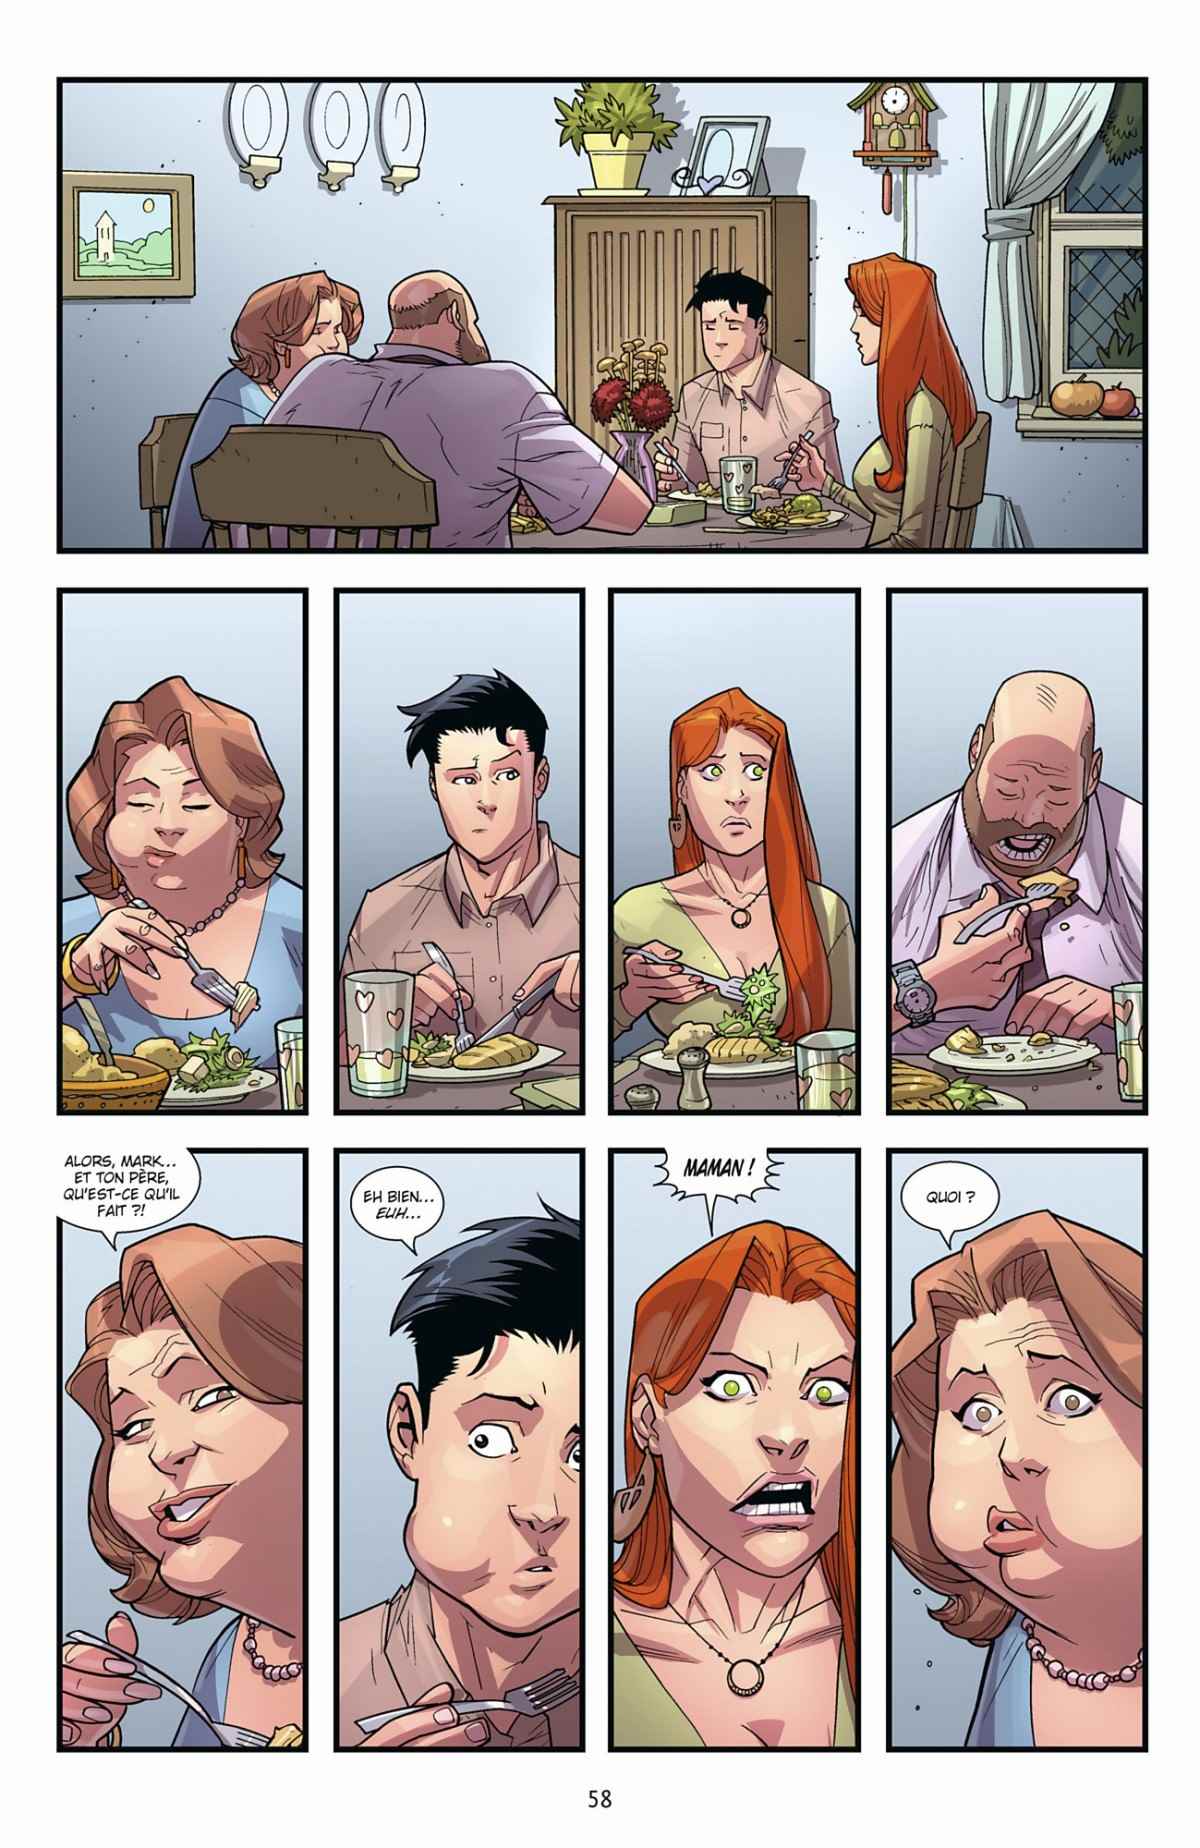 ALORS, MARK...
ET TON PÈRE,
QU'EST-CE QU'IL
FAIT ?!
EH BIEN...
EUH...
MAMAN !
QUOI ?
58